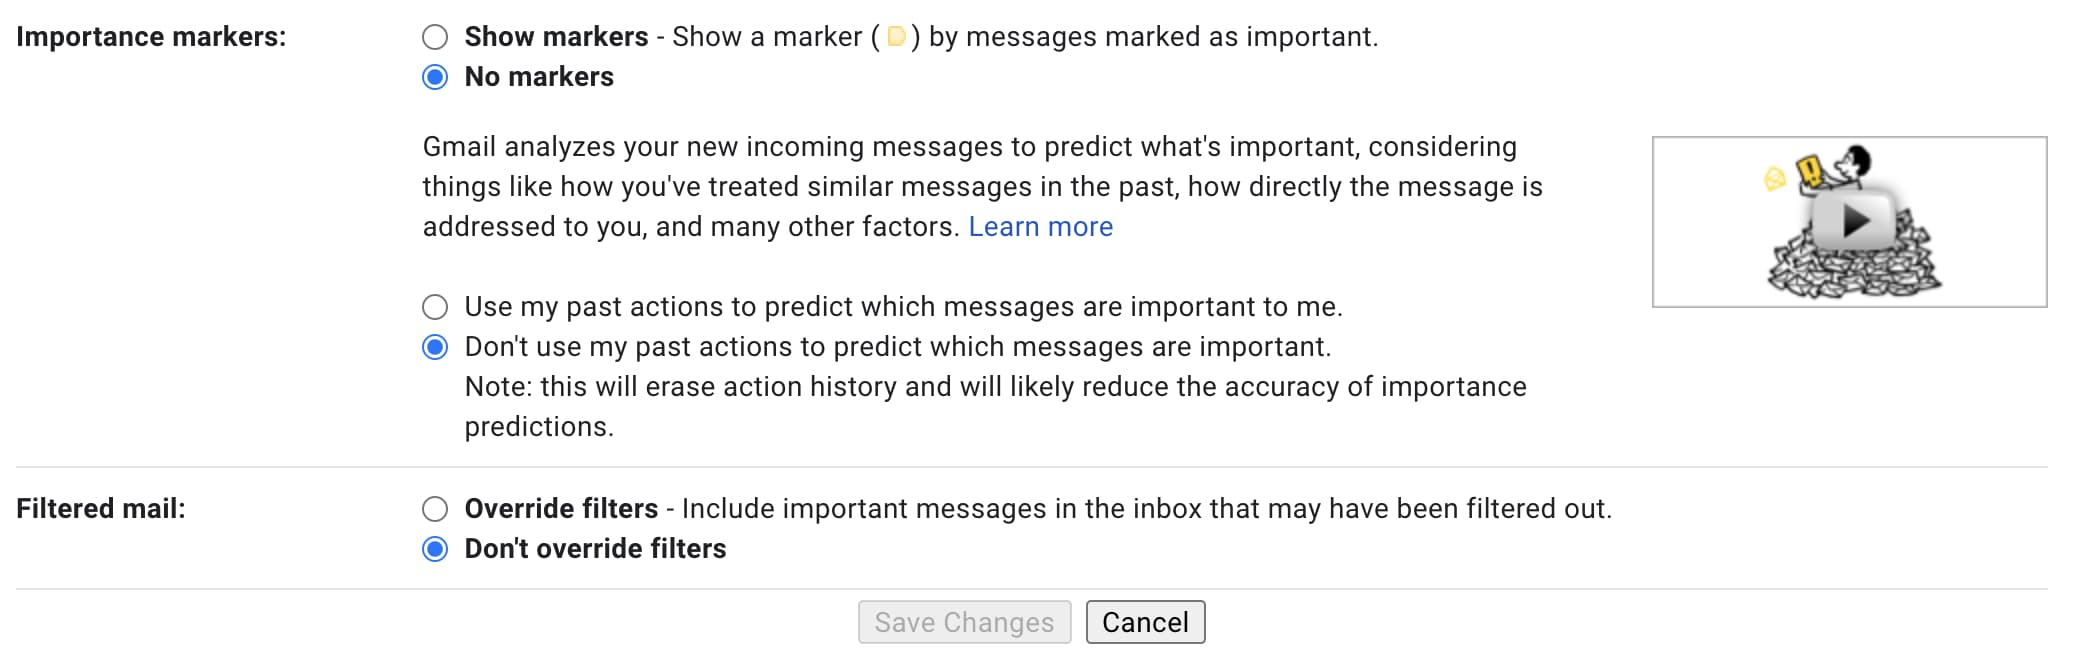 Importance markers:
Show markers - Show a marker ( ) by messages marked as important.
No markers
Gmail analyzes your new incoming messages to predict what's important, considering
things like how you've treated similar messages in the past, how directly the message is
addressed to you, and many other factors. Learn more
Use my past actions to predict which messages are important to me.
Don't use my past actions to predict which messages are important.
Note: this will erase action history and will likely reduce the accuracy of importance
predictions.
Filtered mail:
Override filters - Include important messages in the inbox that may have been filtered out.
Don't override filters
Save Changes
Cancel